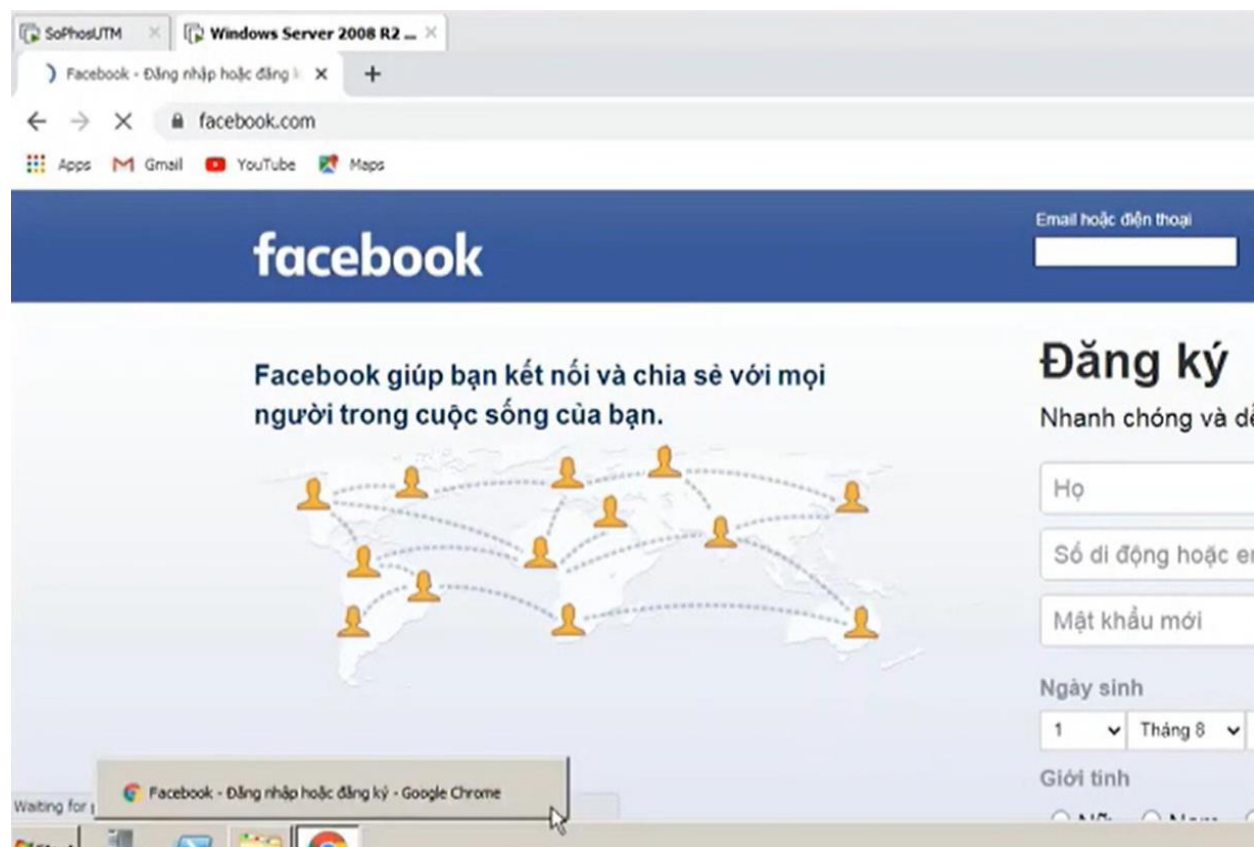 SoPhosUTM
Windows Server 2008 R2 ...
Facebook - Đăng nhập hoặc đăng
facebook.com
Apps Gmail YouTube Maps
facebook
Email hoặc điện thoại
Facebook giúp bạn kết nối và chia sẻ với mọi
người trong cuộc sống của bạn.
Đăng ký
Nhanh chóng và
Họ
Số di động hoặc
Mật khẩu mới
Ngày sinh
1 Tháng 8
Giới tính
Facebook - Đăng nhập hoặc đăng ký - Google Chrome
Waiting for